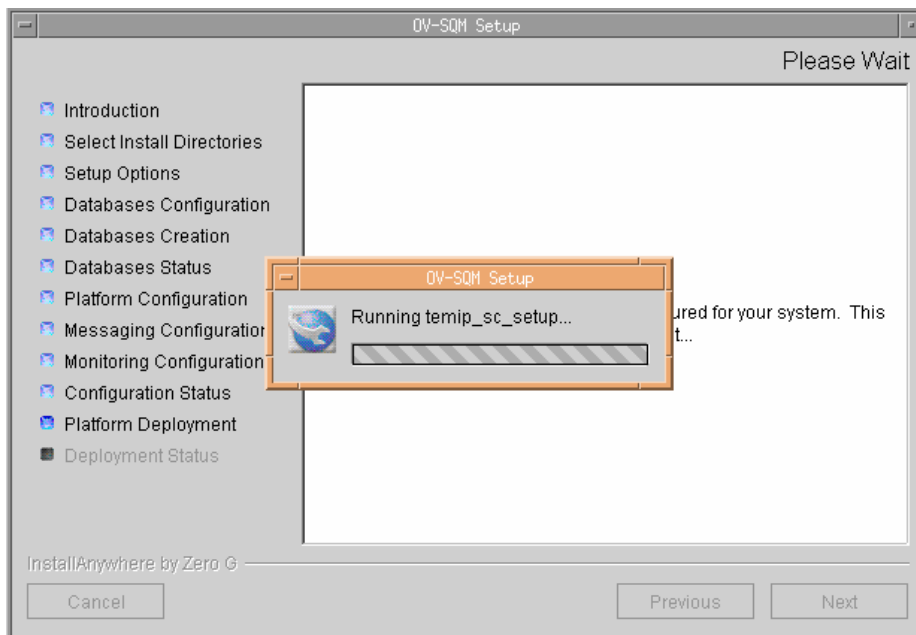 OV-SQM Setup
Please Wait
Introduction
Select Install Directories
Setup Options
Databases Configuration
Databases Creation
Databases Status
Platform Configuration
Messaging Configuration
Monitoring Configuration
Configuration Status
Platform Deployment
Deployment Status
OV-SQM Setup
Running temip_sc_setup...
for your system. This
InstallAnywhere by Zero G
Cancel
Previous
Next